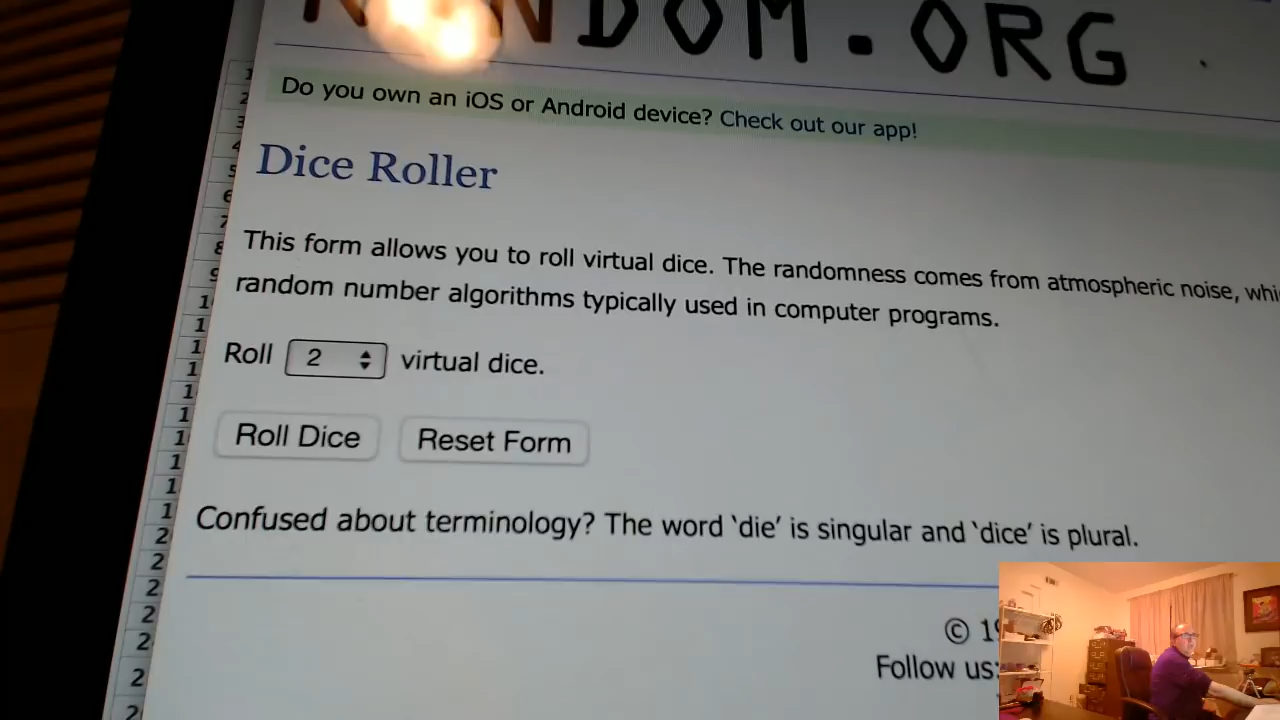 RANDOM.ORG
Do you own an iOS or Android device? Check out our app!
Dice Roller
This form allows you to roll virtual dice. The randomness comes from atmospheric noise,
random number algorithms typically used in computer programs.
Roll 2 virtual dice.
Roll Dice Reset Form
Confused about terminology? The word ‘die’ is singular and ‘dice’ is plural.
©
Follow us: